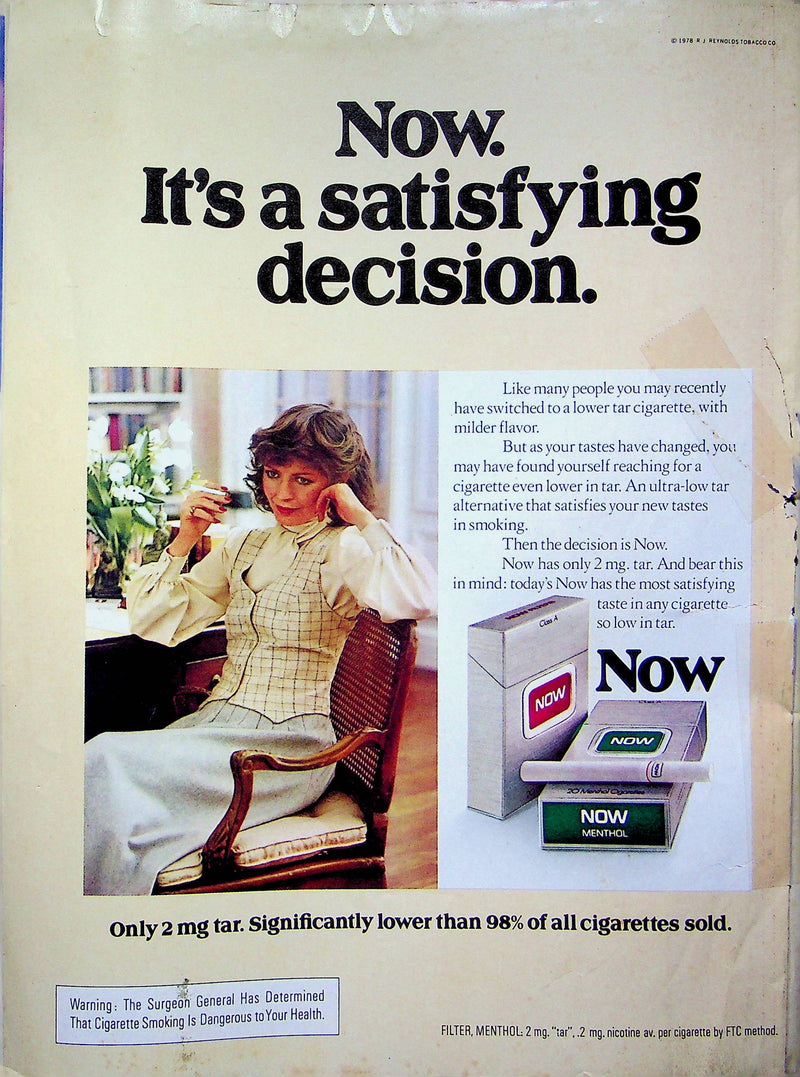 © 1978 R J REYNOLDS TOBACCO CO
Now.
It's a satisfying
decision.
Like many people you may recently
have switched to a lower tar cigarette, with
milder flavor.
But as your tastes have changed, you
may have found yourself reaching for a
cigarette even lower in tar. An ultra-low tar
alternative that satisfies your new tastes
in smoking.
Then the decision is Now.
Now has only 2 mg. tar. And bear this
in mind: today's Now has the most satisfying
taste in any cigarette
so low in tar.
Class A
NOW
Now
Class A
NOW
20 Menthol Cigarettes
NOW
MENTHOL
Only 2 mg tar. Significantly lower than 98% of all cigarettes sold.
Warning: The Surgeon General Has Determined
That Cigarette Smoking Is Dangerous to Your Health.
FILTER, MENTHOL: 2 mg. "tar", .2 mg. nicotine av. per cigarette by FTC method.